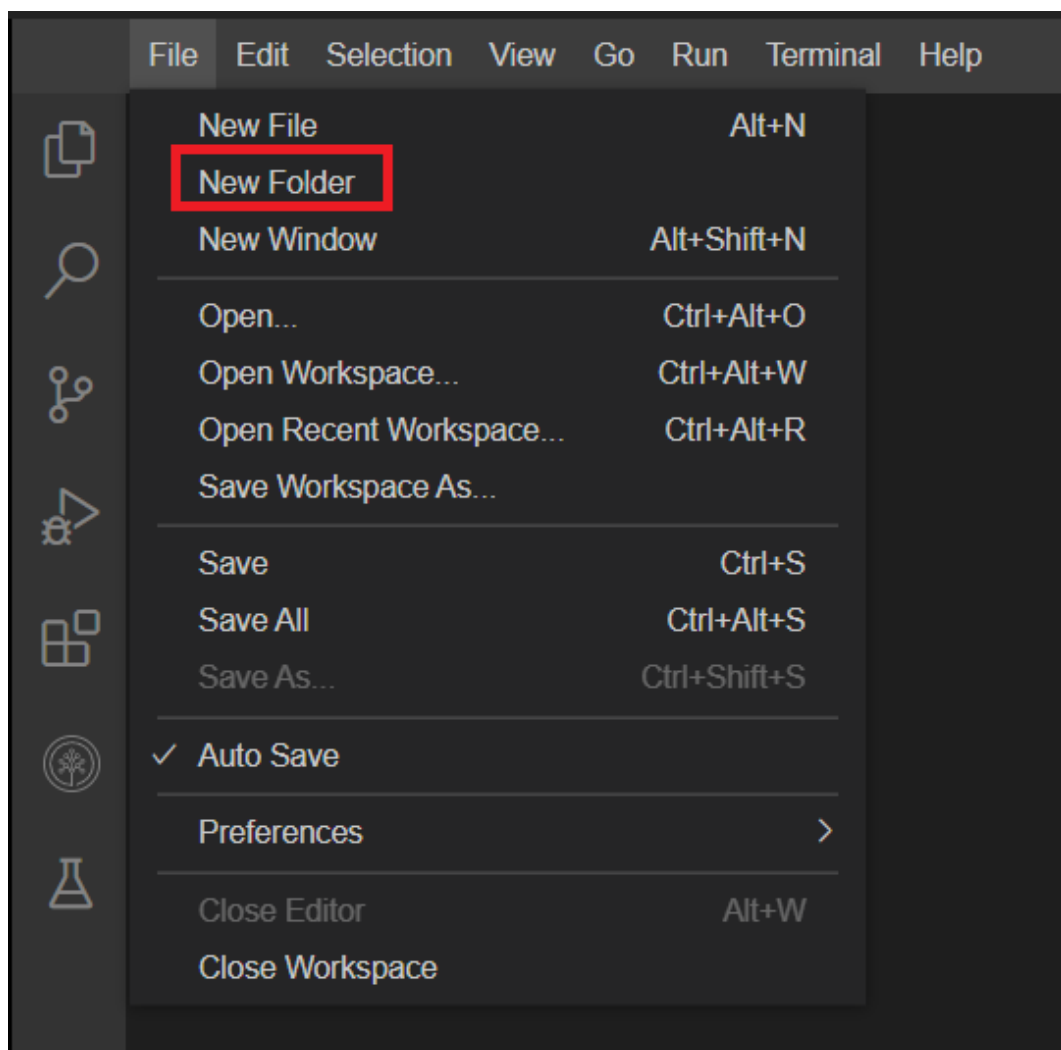 File Edit Selection View Go Run Terminal Help
New File Alt+N
New Folder
New Window Alt+Shift+N
Open... Ctrl+Alt+O
Open Workspace... Ctrl+Alt+W
Open Recent Workspace... Ctrl+Alt+R
Save Workspace As...
Save Ctrl+S
Save All Ctrl+Alt+S
Save As... Ctrl+Shift+S
Auto Save
Preferences
Close Editor Alt+W
Close Workspace